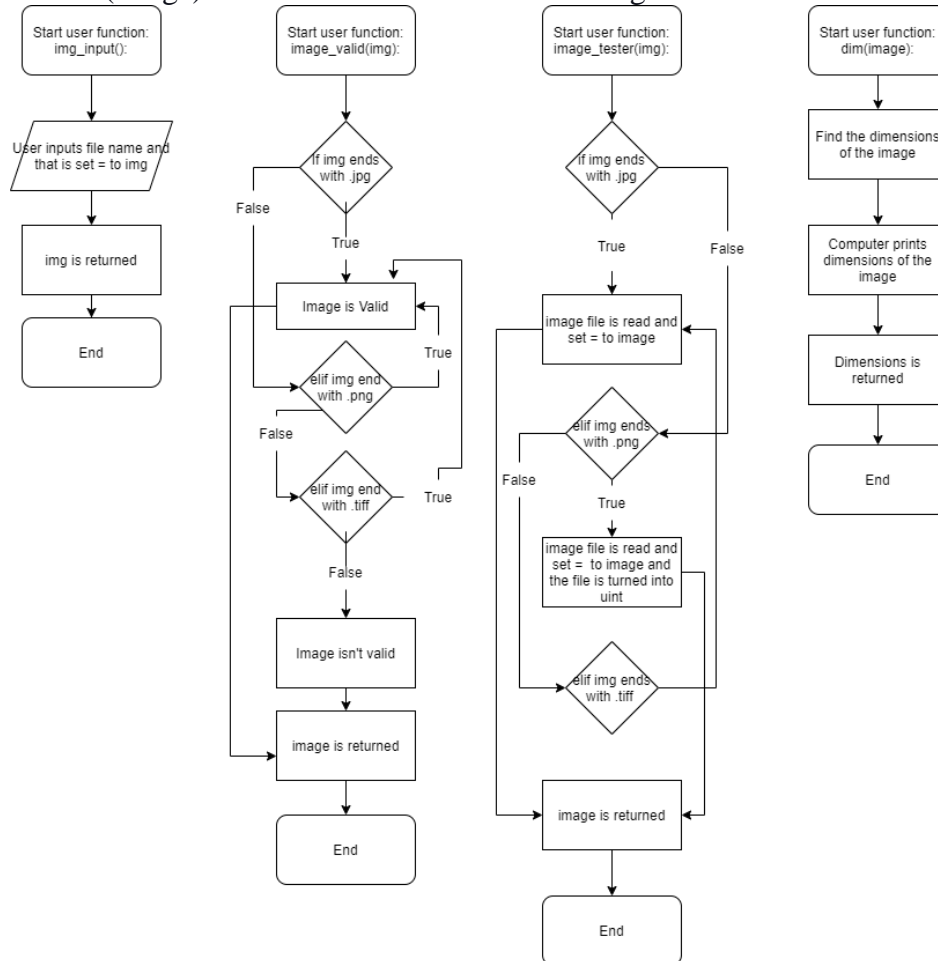 Start user function:
img_input():
User inputs file name and
that is set = to img
img is returned
End
Start user function:
image_valid(img):
If img ends
with .jpg
False
True
Image is Valid
True
elif img end
with .png
False
elif img end
with .tiff
True
False
Image isn't valid
image is returned
End
Start user function:
image_tester(img):
if img ends
with .jpg
True
False
image file is read and
set = to image
elif img ends
with .png
False
True
image file is read and
set = to image and
the file is turned into
uint
elif img ends
with .tiff
image is returned
End
Start user function:
dim(image):
Find the dimensions
of the image
Computer prints
dimensions of the
image
Dimensions is
returned
End